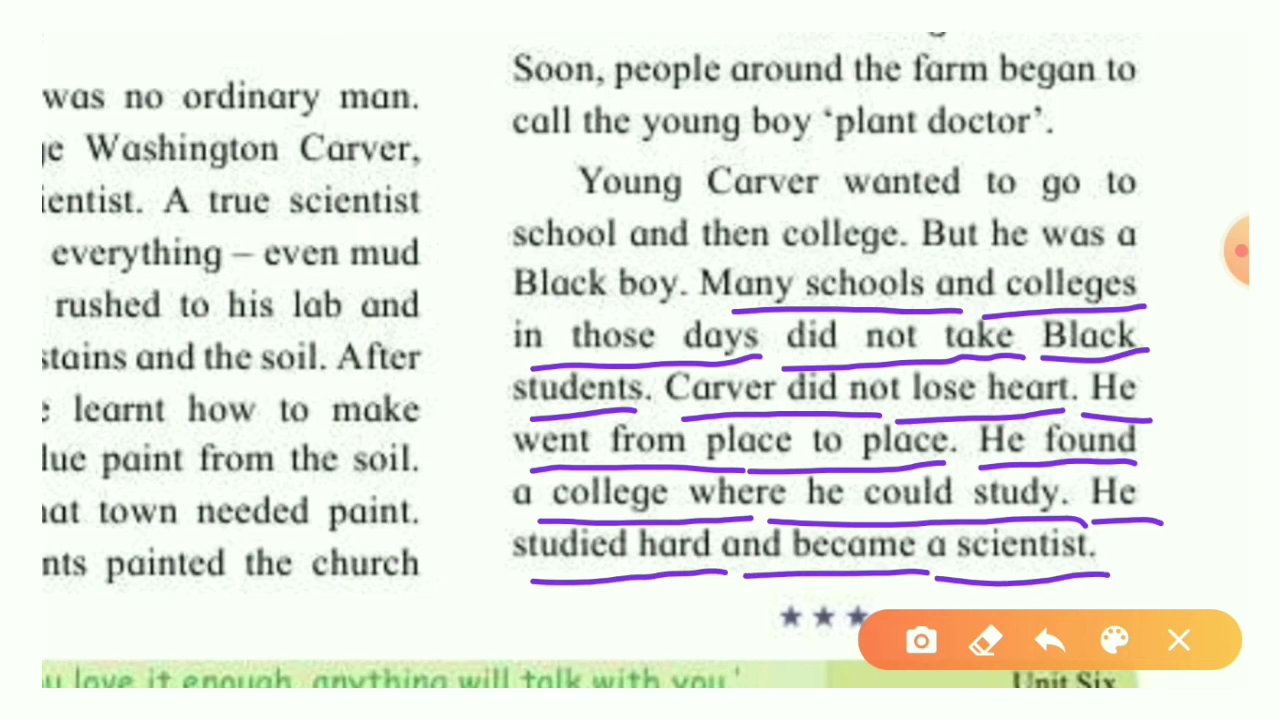 was no ordinary man.
Washington Carver,
A true scientist
everything – even mud
rushed to his lab and
and the soil. After
learnt how to make
paint from the soil.
town needed paint.
painted the church
Soon, people around the farm began to
call the young boy ‘plant doctor’.
Young Carver wanted to go to
school and then college. But he was a
Black boy. Many schools and colleges
in those days did not take Black
students. Carver did not lose heart. He
went from place to place. He found
a college where he could study. He
studied hard and became a scientist.
★ ★ ★
love it enough, anything will talk with you.'
Unit Six